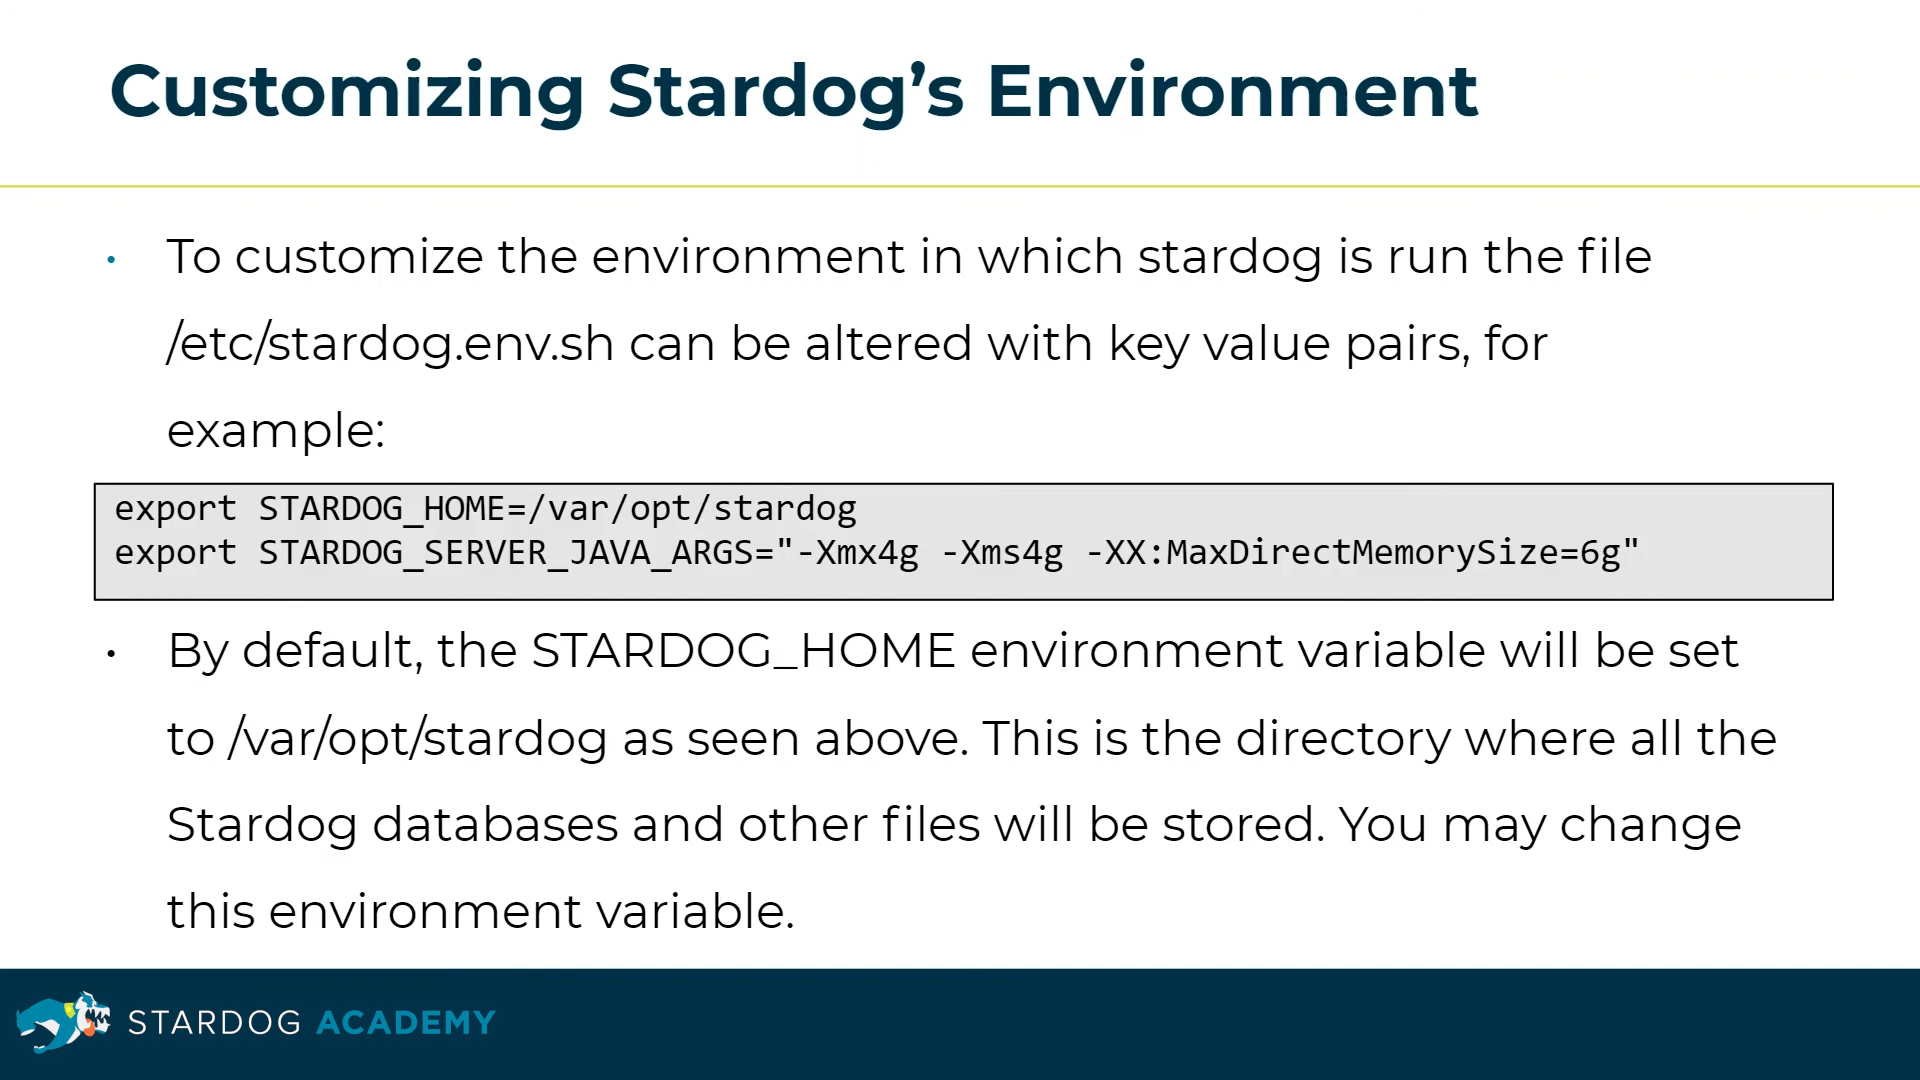 Customizing Stardog’s Environment
• To customize the environment in which stardog is run the file
/etc/stardog.env.sh can be altered with key value pairs, for
example:
export STARDOG_HOME=/var/opt/stardog
export STARDOG_SERVER_JAVA_ARGS="-Xmx4g -Xms4g -XX:MaxDirectMemorySize=6g"
• By default, the STARDOG_HOME environment variable will be set
to /var/opt/stardog as seen above. This is the directory where all the
Stardog databases and other files will be stored. You may change
this environment variable.
STARDOG ACADEMY